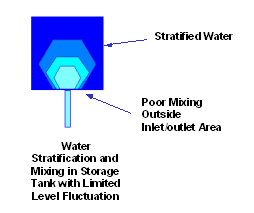 Stratified Water
Poor Mixing
Outside
Inlet/outlet Area
Water
Stratification and
Mixing in Storage
Tank with Limited
Level Fluctuation